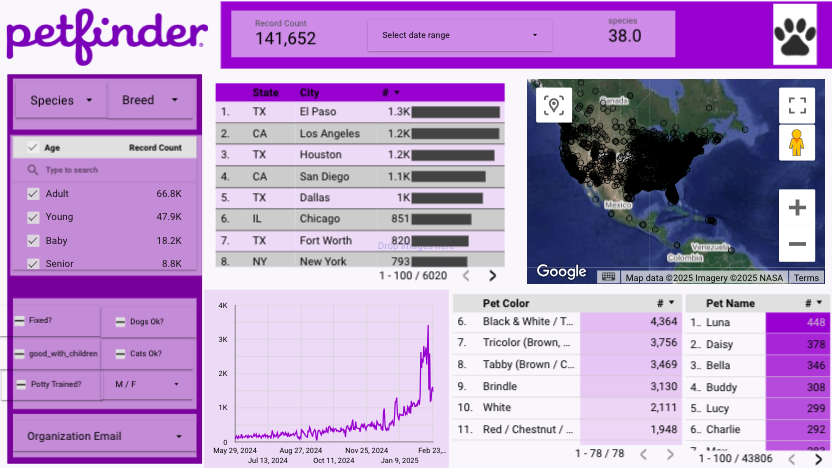 petfinder
Record Count
141,652
Select date range
species
38.0
Species
Breed
Age Record Count
Type to search
Adult 66.8K
Young 47.9K
Baby 18.2K
Senior 8.8K
Fixed?
Dogs Ok?
good_with_children
Cats Ok?
Potty Trained?
M / F
Organization Email
State City #
1. TX El Paso 1.3K
2. CA Los Angeles 1.2K
3. TX Houston 1.2K
4. CA San Diego 1.1K
5. TX Dallas 1K
6. IL Chicago 851
7. TX Fort Worth 820
Drop images here
8. NY New York 793
1 - 100 / 6020
Canada
Mexico
Venezuela
Colombia
Google
Map data ©2025 Imagery ©2025 NASA
Terms
4K
3K
2K
1K
0
May 29, 2024 Aug 27, 2024 Nov 25, 2024 Feb 23,...
Jul 13, 2024 Oct 11, 2024 Jan 9, 2025
Pet Color #
6. Black & White / T... 4,364
7. Tricolor (Brown, ... 3,756
8. Tabby (Brown / C... 3,469
9. Brindle 3,130
10. White 2,111
11. Red / Chestnut / ... 1,948
1 - 78 / 78
Pet Name #
1.. Luna 448
2.. Daisy 378
3.. Bella 346
4.. Buddy 308
5.. Lucy 299
6.. Charlie 292
1 - 100 / 43806